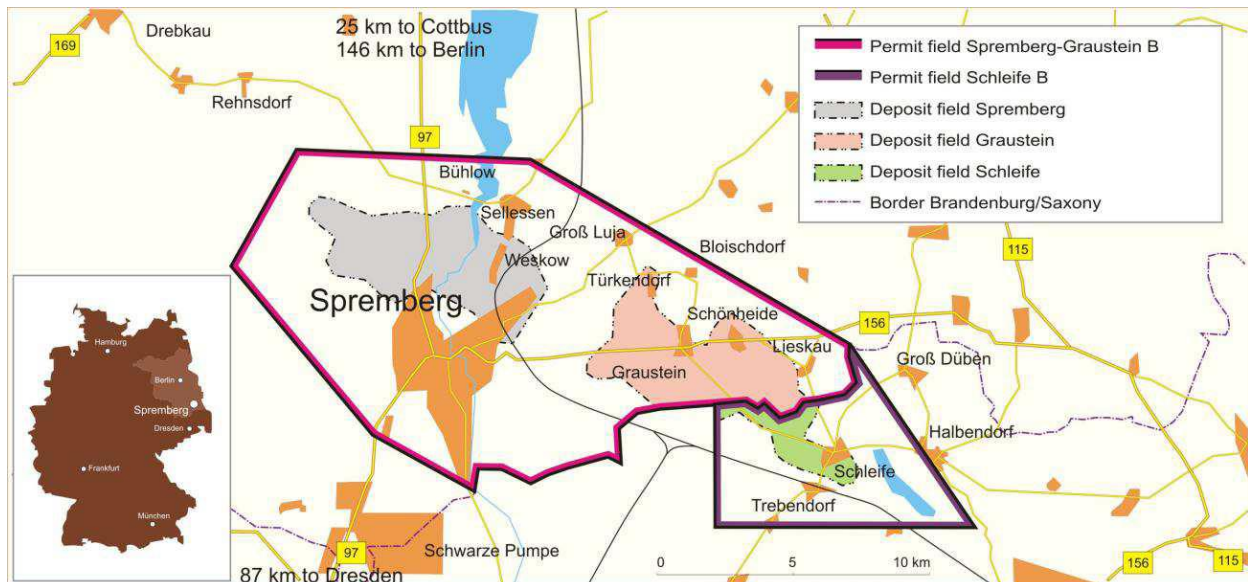 Drebkau
25 km to Cottbus
146 km to Berlin
169
Rehnsdorf
97
Permit field Spremberg-Graustein B
Permit field Schleife B
Deposit field Spremberg
Deposit field Graustein
Deposit field Schleife
Border Brandenburg/Saxony
Bühlow
Sellessen
Groß Luja
Bloischdorf
115
Weskow
Türkendorf
Spremberg
Schönheide
156
Lieskau
Groß Düben
Graustein
Halbendorf
Schleife
Trebendorf
Schwarze Pumpe
97
87 km to Dresden
0 5 10 km
156
115
Hamburg
Berlin
Spremberg
Dresden
Frankfurt
München